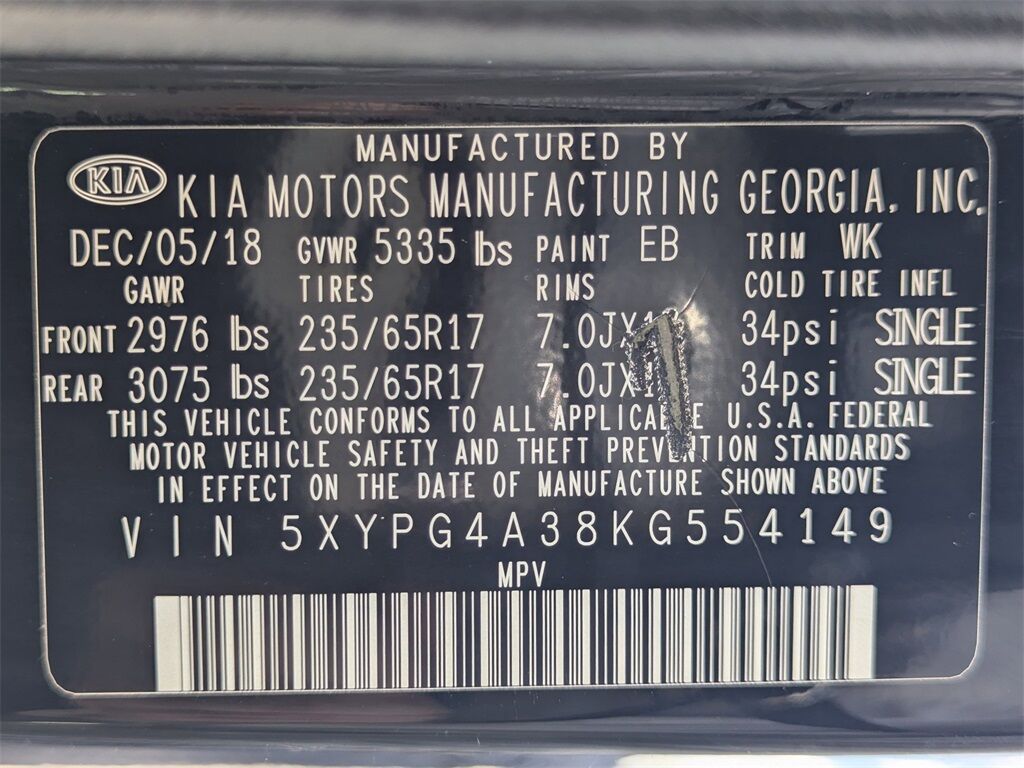 MANUFACTURED BY
KIA KIA MOTORS MANUFACTURING GEORGIA, INC.
DEC/05/18 GVWR 5335 lbs PAINT EB TRIM WK
GAWR TIRES RIMS COLD TIRE INFL
FRONT 2976 lbs 235/65R17 34psi SINGLE
REAR 3075 lbs 235/65R17 34psi SINGLE
THIS VEHICLE CONFORMS TO ALL APPLICABLE U.S.A. FEDERAL
MOTOR VEHICLE SAFETY AND THEFT PREVENTION STANDARDS
IN EFFECT ON THE DATE OF MANUFACTURE SHOWN ABOVE
VIN 5XYPG4A38KG554149
MPV